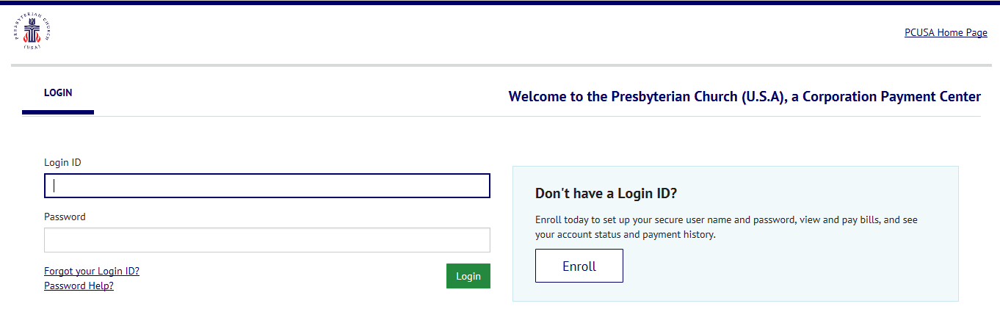 PRESBYTERIAN CHURCH
(USA)
PCUSA Home Page
LOGIN
Welcome to the Presbyterian Church (U.S.A), a Corporation Payment Center
Login ID
Password
Forgot your Login ID?
Password Help?
Login
Don't have a Login ID?
Enroll today to set up your secure user name and password, view and pay bills, and see
your account status and payment history.
Enroll